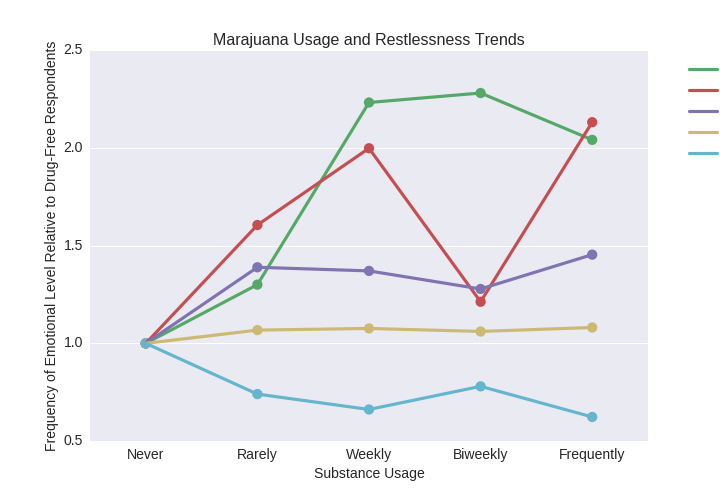 Marajuana Usage and Restlessness Trends
Frequency of Emotional Level Relative to Drug-Free Respondents
2.5
2.0
1.5
1.0
0.5
Never Rarely Weekly Biweekly Frequently
Substance Usage